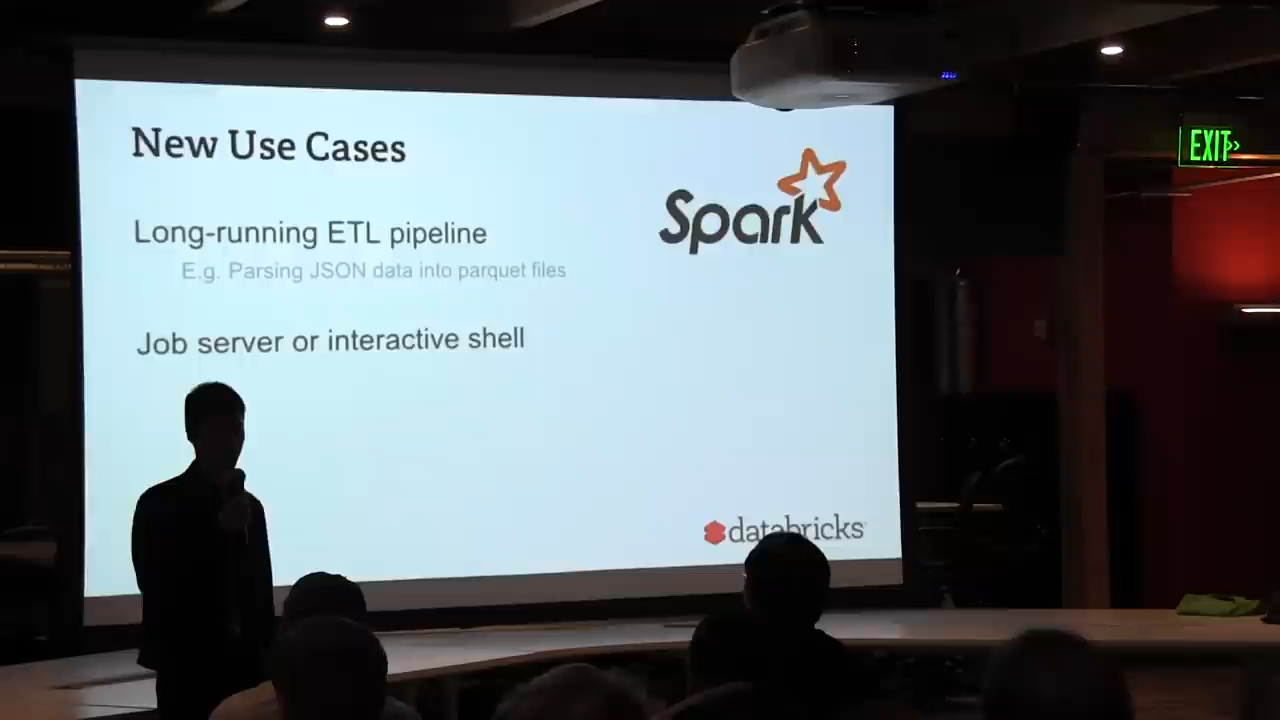 New Use Cases
Spark
Long-running ETL pipeline
E.g. Parsing JSON data into parquet files
Job server or interactive shell
databricks
EXIT